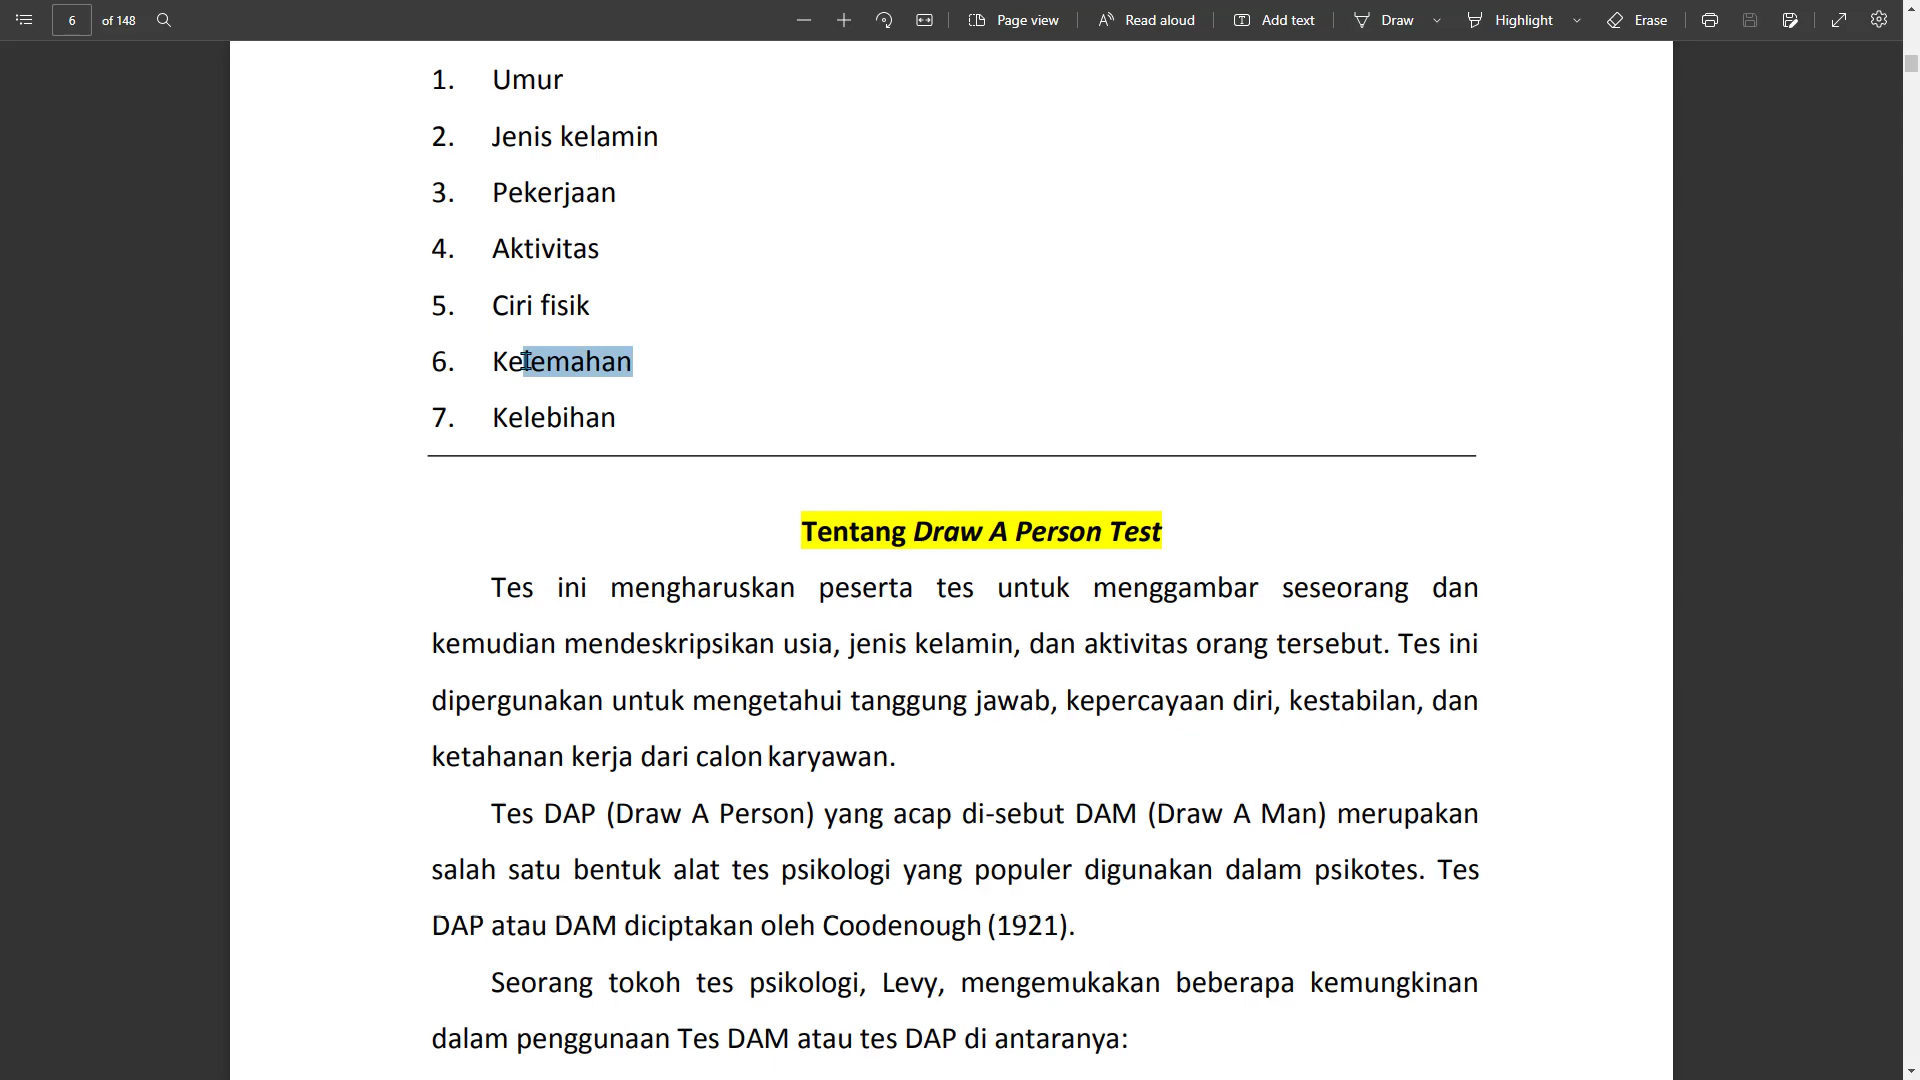 6 of 148 Page view Read aloud Add text Draw Highlight Erase
1. Umur
2. Jenis kelamin
3. Pekerjaan
4. Aktivitas
5. Ciri fisik
6. Kelemahan
7. Kelebihan
Tentang Draw A Person Test
Tes ini mengharuskan peserta tes untuk menggambar seseorang dan
kemudian mendeskripsikan usia, jenis kelamin, dan aktivitas orang tersebut. Tes ini
dipergunakan untuk mengetahui tanggung jawab, kepercayaan diri, kestabilan, dan
ketahanan kerja dari calon karyawan.
Tes DAP (Draw A Person) yang acap di-sebut DAM (Draw A Man) merupakan
salah satu bentuk alat tes psikologi yang populer digunakan dalam psikotes. Tes
DAP atau DAM diciptakan oleh Coodenough (1921).
Seorang tokoh tes psikologi, Levy, mengemukakan beberapa kemungkinan
dalam penggunaan Tes DAM atau tes DAP di antaranya: